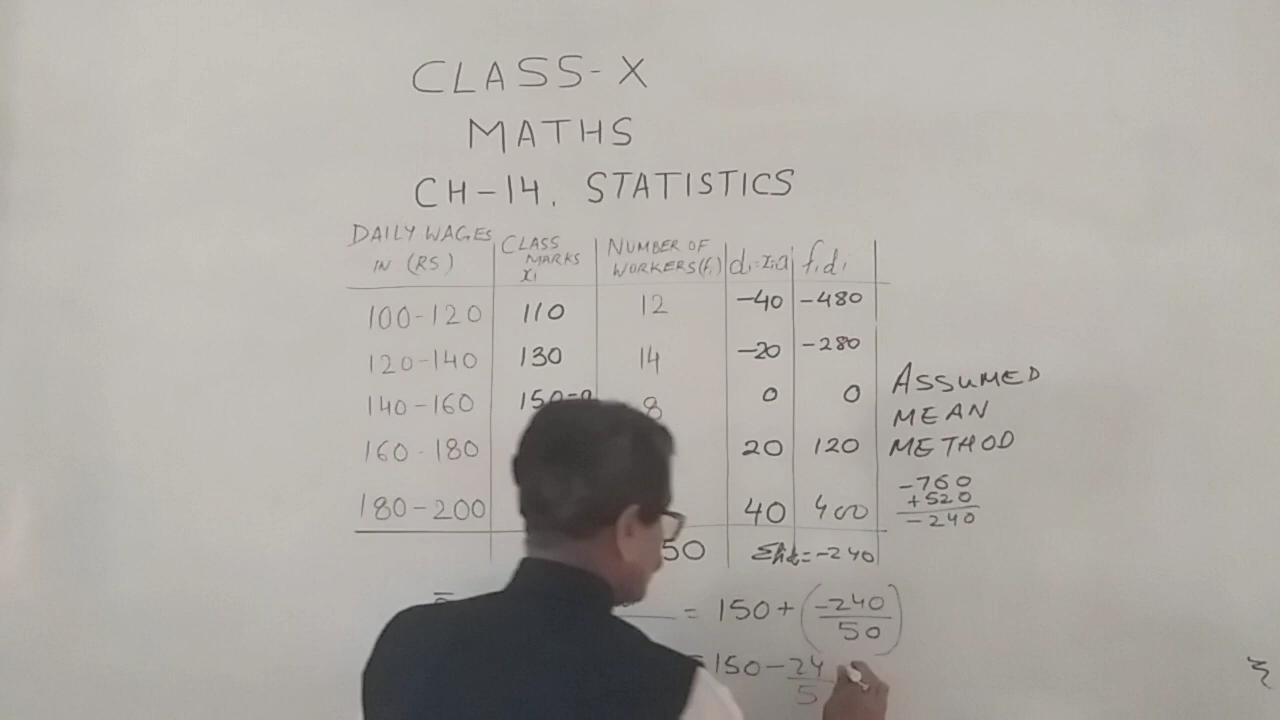 CLASS-X
MATHS
CH-14. STATISTICS
DAILY WAGES IN (RS) CLASS MARKS xi NUMBER OF WORKERS(fi) di=xi-a fidi
100-120 110 12 -40 -480
120-140 130 14 -20 -280
140-160 150=a 8 0 0
160-180 20 120
180-200 40 400
50 Σfidi=-240
ASSUMED
MEAN
METHOD
-760
+520
-240
= 150 + (-240/50)
= 150 - 24/5